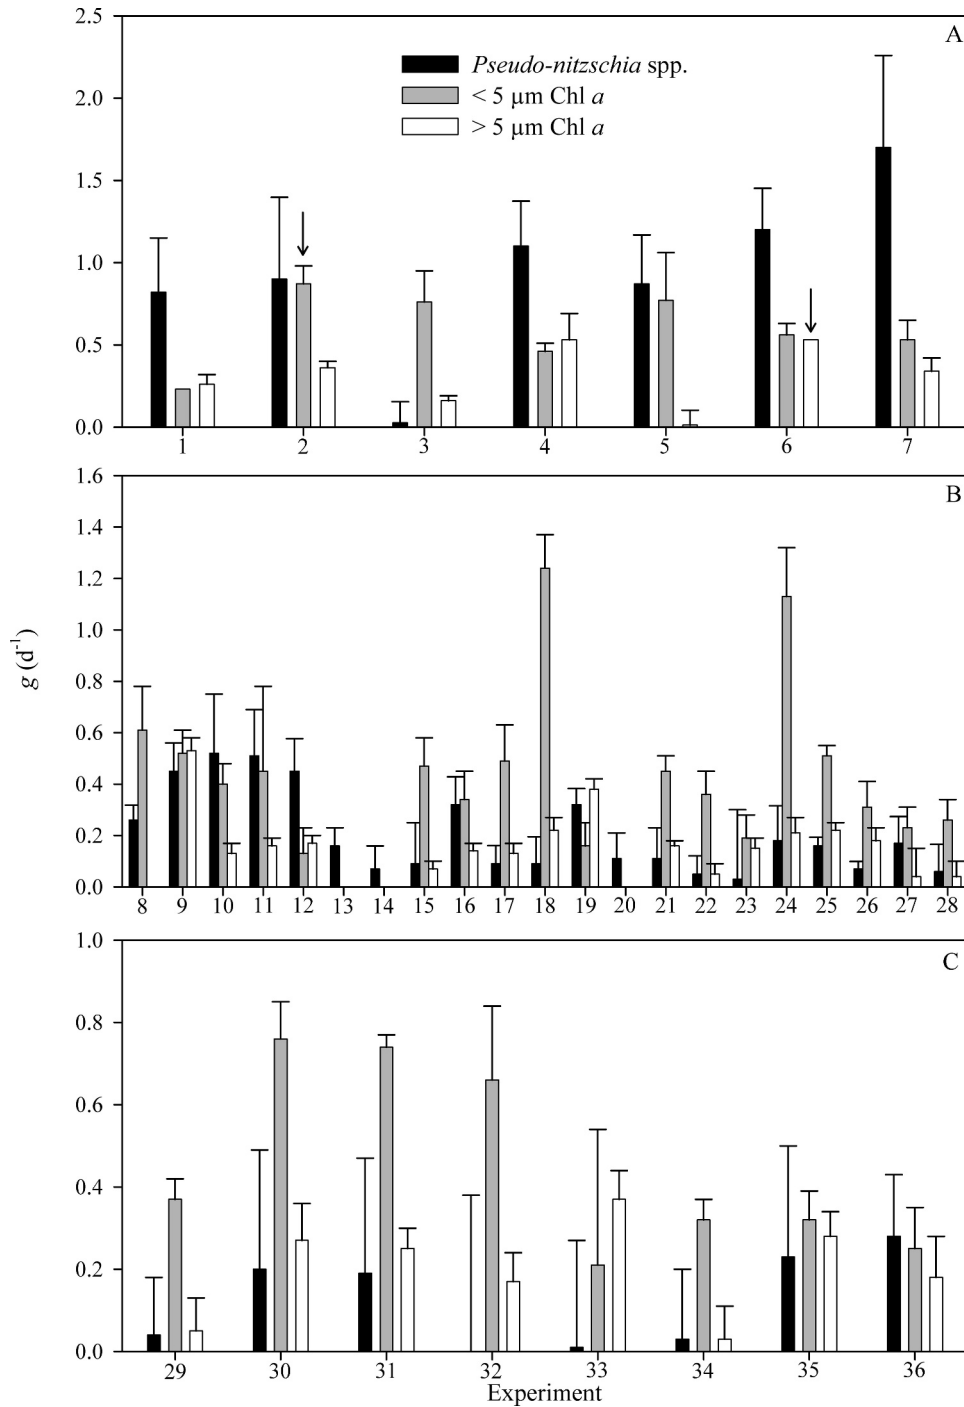 A
2.5
2.0
1.5
1.0
0.5
0.0
Pseudo-nitzschia spp.
< 5 µm Chl a
> 5 µm Chl a
1 2 3 4 5 6 7
B
1.6
1.4
1.2
1.0
0.8
0.6
0.4
0.2
0.0
g (d-1)
8 9 10 11 12 13 14 15 16 17 18 19 20 21 22 23 24 25 26 27 28
C
1.0
0.8
0.6
0.4
0.2
0.0
29 30 31 32 33 34 35 36
Experiment